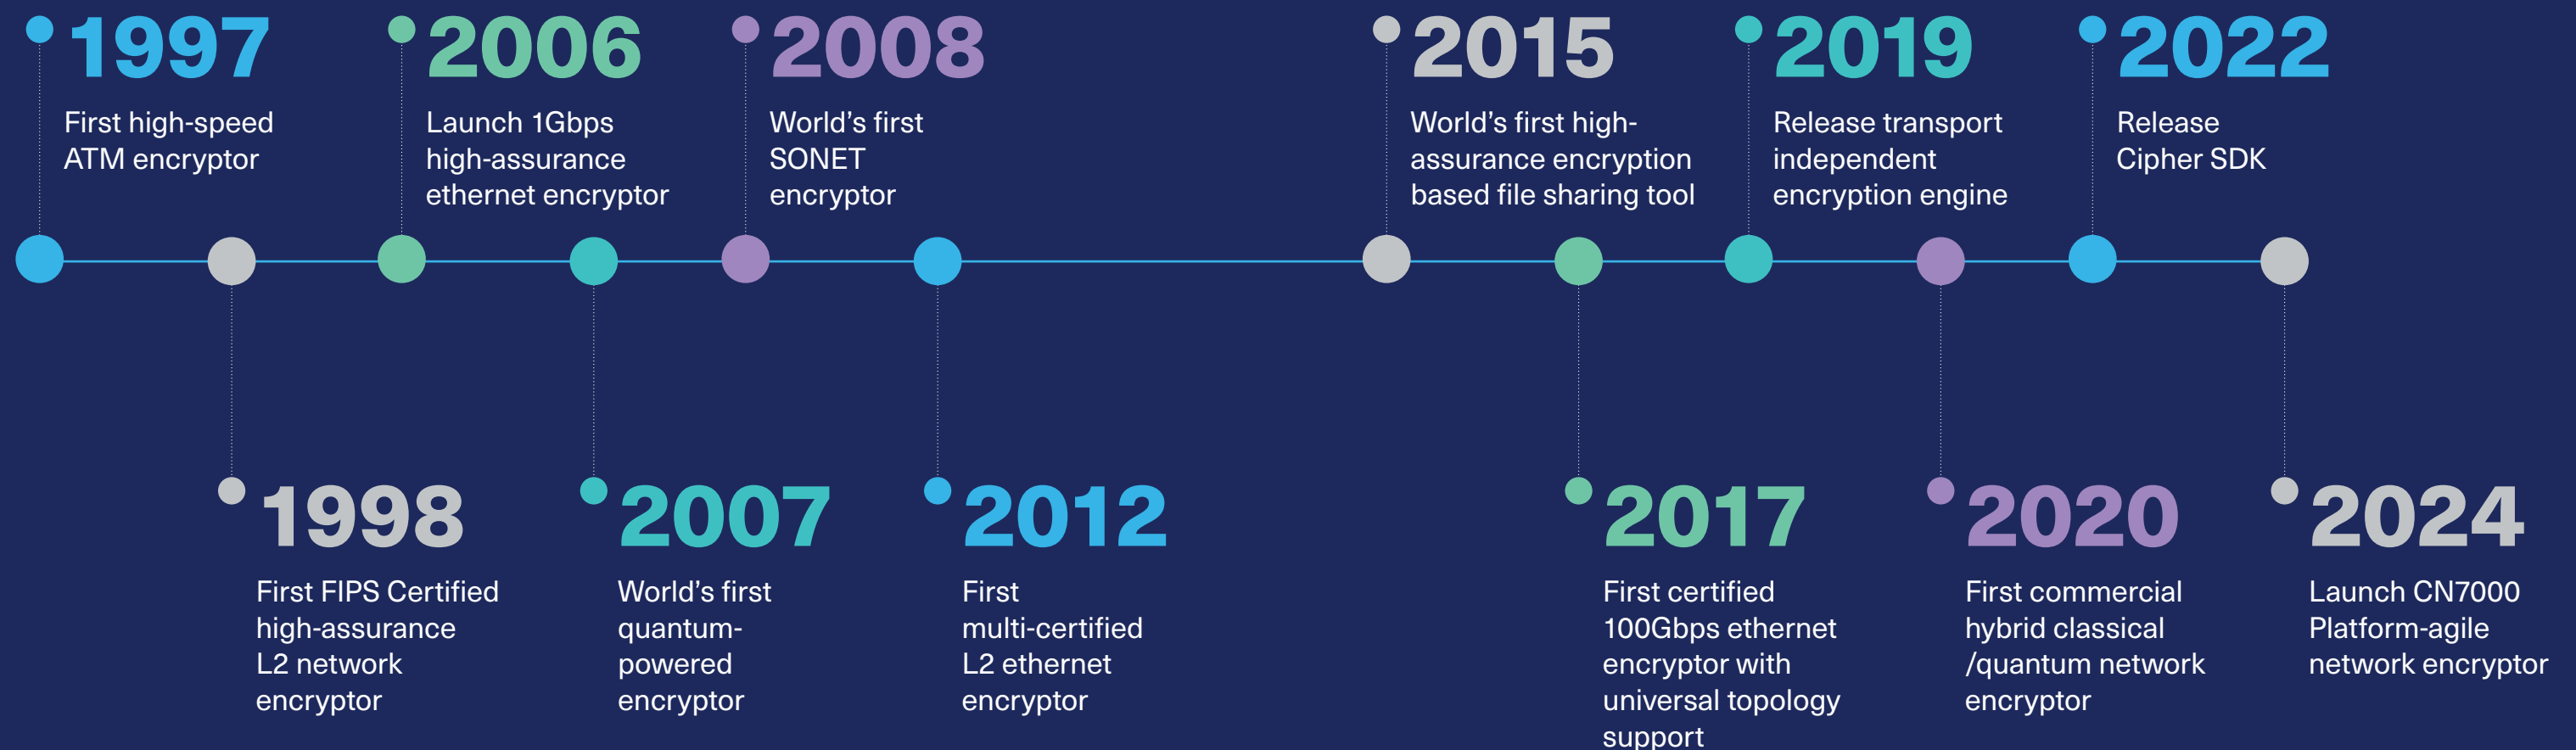 1997
First high-speed
ATM encryptor
2006
Launch 1Gbps
high-assurance
ethernet encryptor
2008
World's first
SONET
encryptor
2015
World's first high-
assurance encryption
based file sharing tool
2019
Release transport
independent
encryption engine
2022
Release
Cipher SDK
1998
First FIPS Certified
high-assurance
L2 network
encryptor
2007
World's first
quantum-
powered
encryptor
2012
First
multi-certified
L2 ethernet
encryptor
2017
First certified
100Gbps ethernet
encryptor with
universal topology
support
2020
First commercial
hybrid classical
/quantum network
encryptor
2024
Launch CN7000
Platform-agile
network encryptor